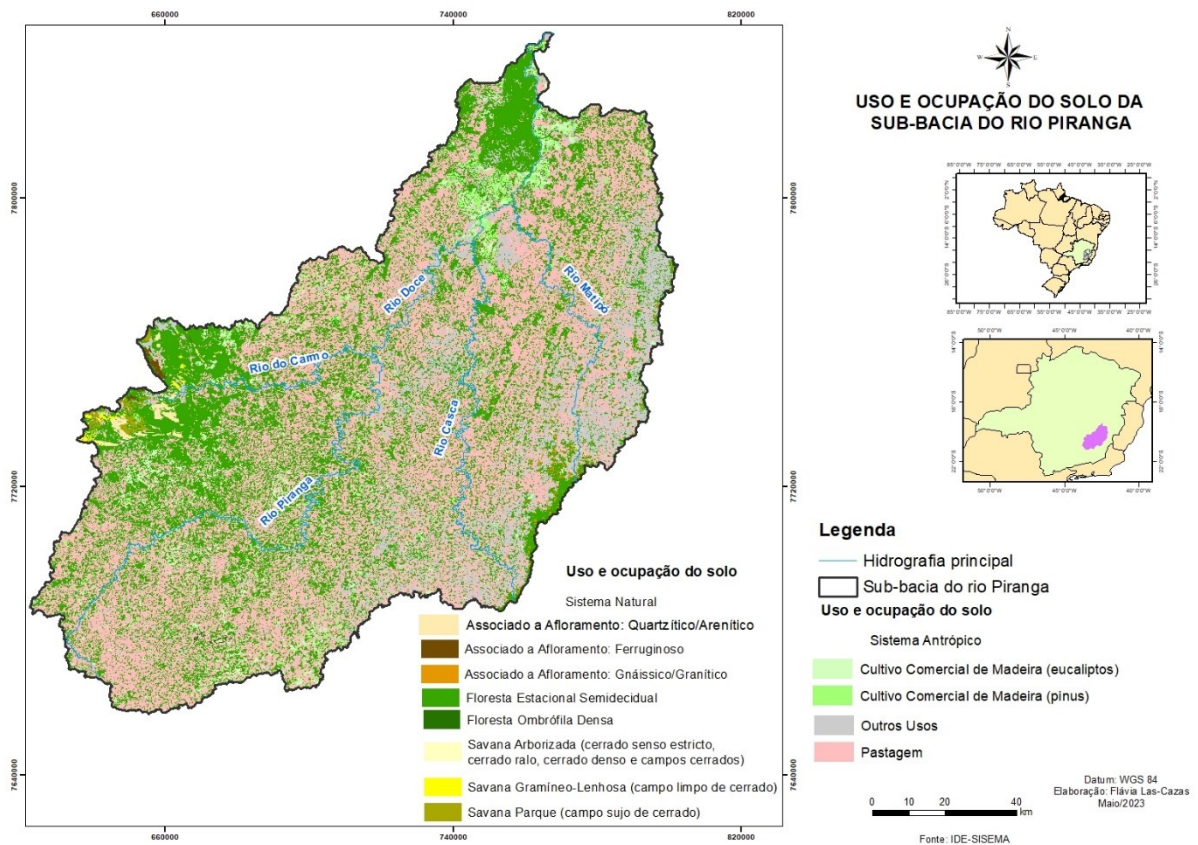 660000
740000
820000
7800000
7720000
7640000
7800000
7720000
7640000
660000
740000
820000
Rio Doce
Rio Matipó
Rio do Carmo
Rio Casca
Rio Piranga
Uso e ocupação do solo
Sistema Natural
Associado a Afloramento: Quartzítico/Arenítico
Associado a Afloramento: Ferruginoso
Associado a Afloramento: Gnáissico/Granítico
Floresta Estacional Semidecidual
Floresta Ombrófila Densa
Savana Arborizada (cerrado senso estricto,
cerrado ralo, cerrado denso e campos cerrados)
Savana Gramíneo-Lenhosa (campo limpo de cerrado)
Savana Parque (campo sujo de cerrado)
N
W
E
S
USO E OCUPAÇÃO DO SOLO DA
SUB-BACIA DO RIO PIRANGA
Legenda
Hidrografia principal
Sub-bacia do rio Piranga
Uso e ocupação do solo
Sistema Antrópico
Cultivo Comercial de Madeira (eucaliptos)
Cultivo Comercial de Madeira (pinus)
Outros Usos
Pastagem
0 10 20 40
km
Datum: WGS 84
Elaboração: Flávia Las-Cazas
Maio/2023
Fonte: IDE-SISEMA